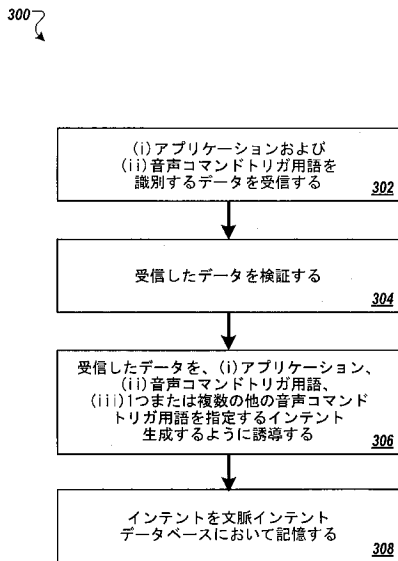 300
(i)アプリケーションおよび
(ii)音声コマンドトリガ用語を
識別するデータを受信する
302
受信したデータを検証する
304
受信したデータを、(i)アプリケーション、
(ii)音声コマンドトリガ用語、
(iii)1つまたは複数の他の音声コマンド
トリガ用語を指定するインテント
生成するように誘導する
306
インテントを文脈インテント
データベースにおいて記憶する
308